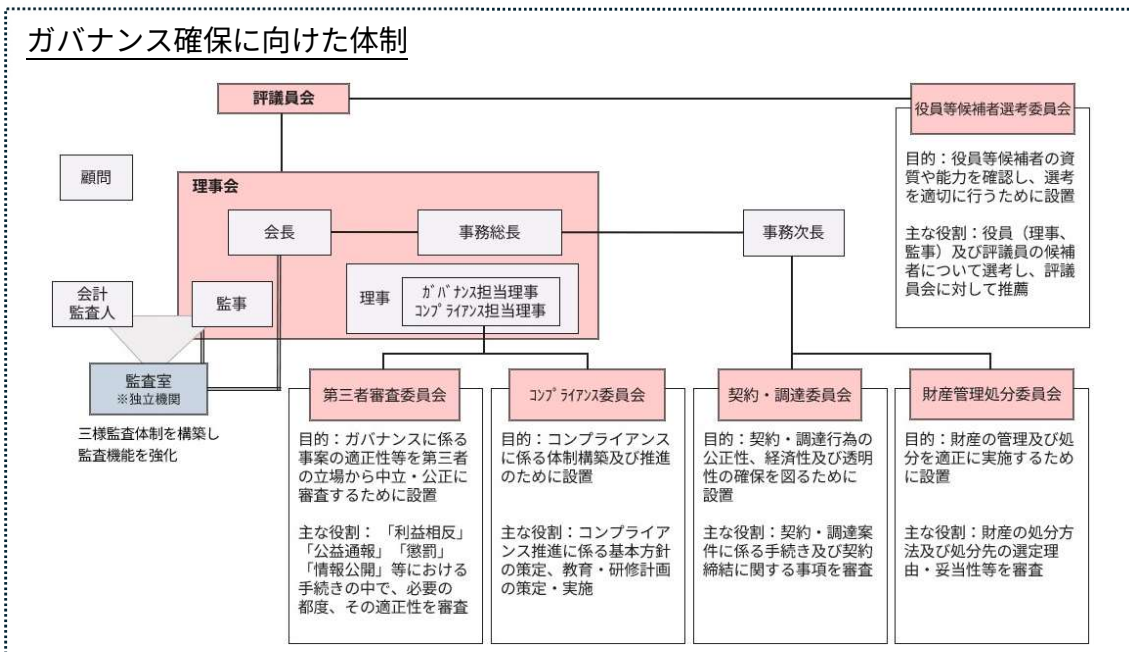 ガバナンス確保に向けた体制
評議員会
役員等候補者選考委員会
目的：役員等候補者の資
質や能力を確認し、選考
を適切に行うために設置
主な役割：役員（理事、
監事）及び評議員の候補
者について選考し、評議
員会に対して推薦
顧問
理事会
会長
事務総長
事務次長
理事
ｶﾞﾊﾞﾅﾝｽ担当理事
ｺﾝﾌﾟﾗｲｱﾝｽ担当理事
会計
監査人
監事
監査室
※独立機関
三様監査体制を構築し
監査機能を強化
第三者審査委員会
目的：ガバナンスに係る
事案の適正性等を第三者
の立場から中立・公正に
審査するために設置
主な役割： 「利益相反」
「公益通報」「懲罰」
「情報公開」等における
手続きの中で、必要の
都度、その適正性を審査
ｺﾝﾌﾟﾗｲｱﾝｽ委員会
目的：コンプライアンス
に係る体制構築及び推進
のために設置
主な役割：コンプライア
ンス推進に係る基本方針
の策定、教育・研修計画
の策定・実施
契約・調達委員会
目的：契約・調達行為の
公正性、経済性及び透明
性の確保を図るために
設置
主な役割：契約・調達案
件に係る手続き及び契約
締結に関する事項を審査
財産管理処分委員会
目的：財産の管理及び処
分を適正に実施するため
に設置
主な役割：財産の処分方
法及び処分先の選定理
由・妥当性等を審査